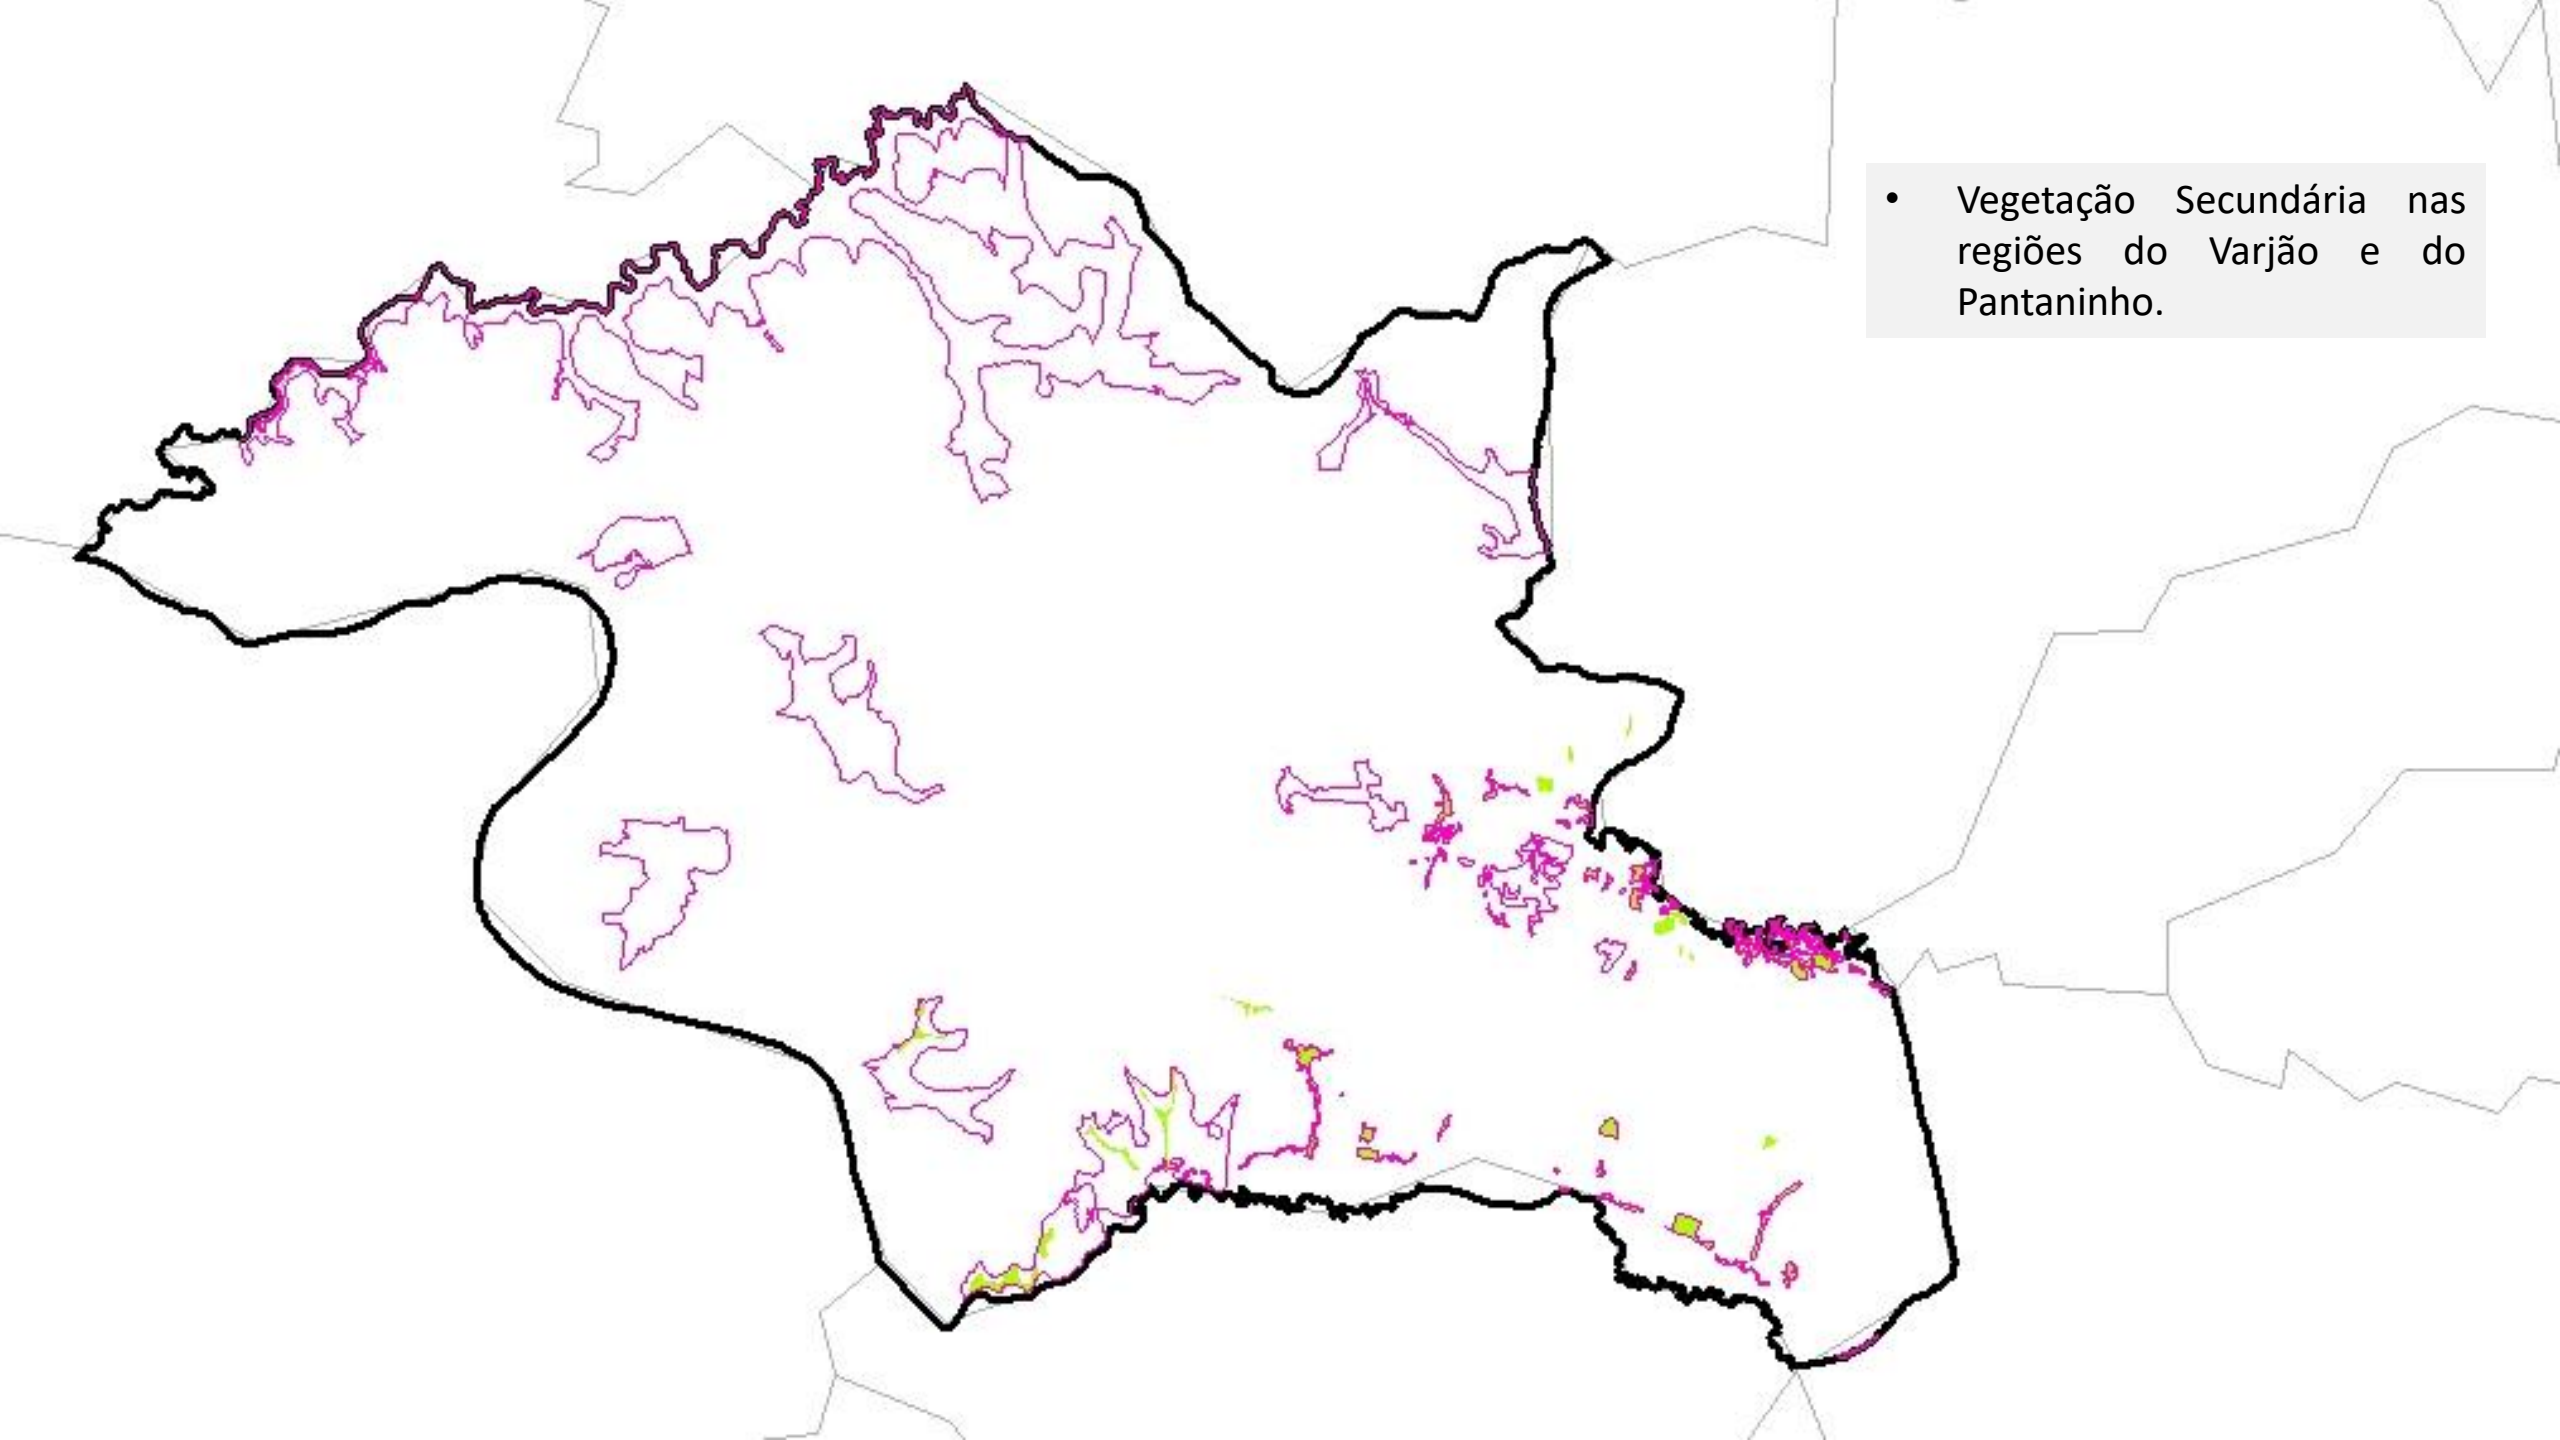 • Vegetação Secundária nas
regiões do Varjão e do
Pantaninho.